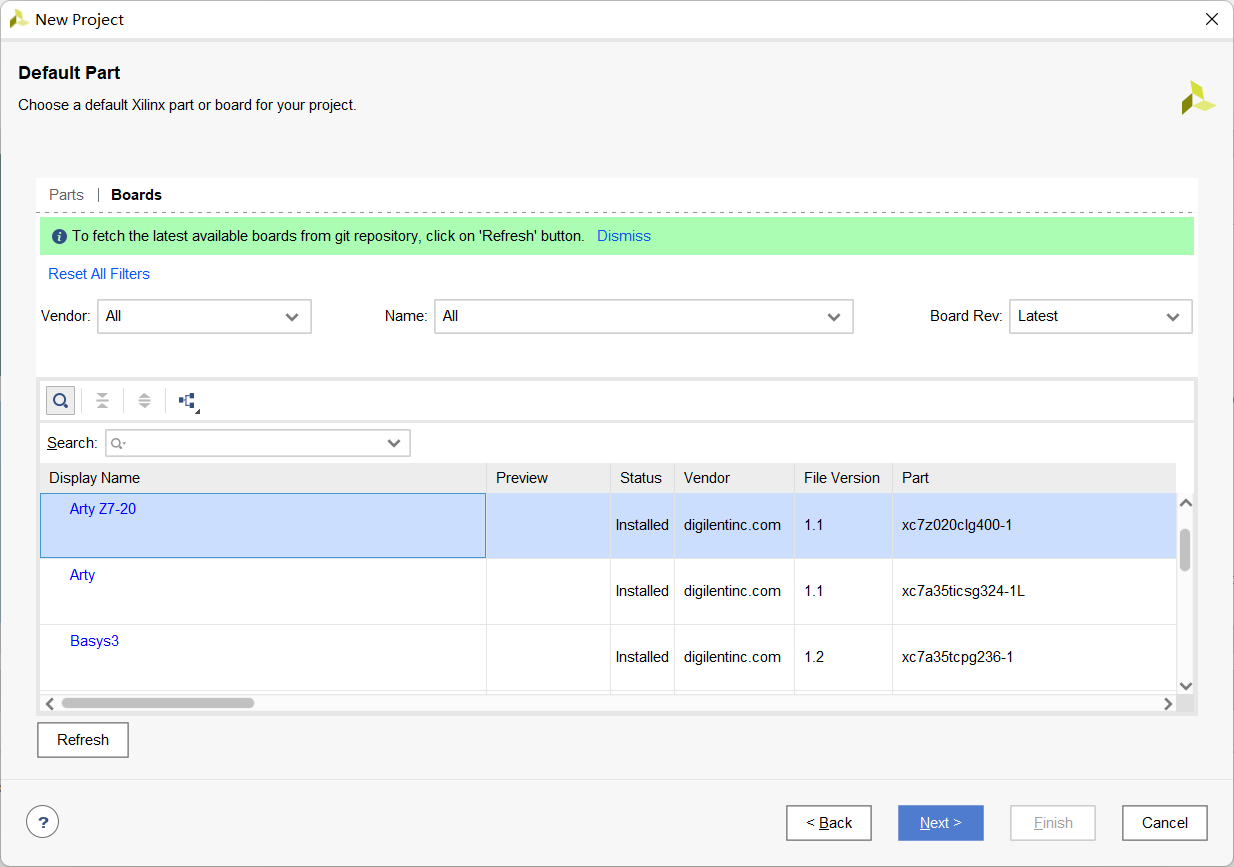 New Project
Default Part
Choose a default Xilinx part or board for your project.
Parts | Boards
To fetch the latest available boards from git repository, click on 'Refresh' button. Dismiss
Reset All Filters
Vendor: All Name: All Board Rev: Latest
Search:
Display Name Preview Status Vendor File Version Part
Arty Z7-20 Installed digilentinc.com 1.1 xc7z020clg400-1
Arty Installed digilentinc.com 1.1 xc7a35ticsg324-1L
Basys3 Installed digilentinc.com 1.2 xc7a35tcpg236-1
Refresh
? < Back Next > Finish Cancel